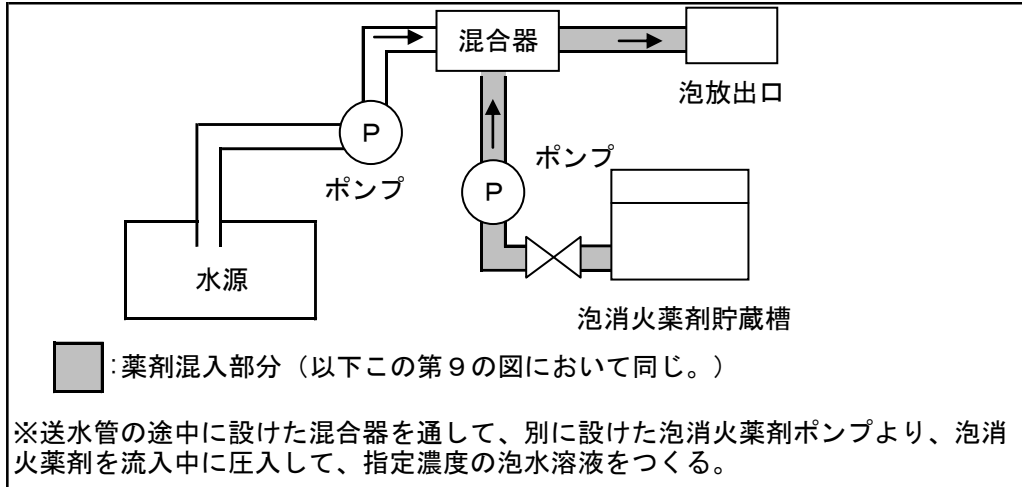 混合器
泡放出口
P
ポンプ
ポンプ
P
水源
泡消火薬剤貯蔵槽
:薬剤混入部分（以下この第９の図において同じ。）
※送水管の途中に設けた混合器を通して、別に設けた泡消火薬剤ポンプより、泡消
火薬剤を流入中に圧入して、指定濃度の泡水溶液をつくる。